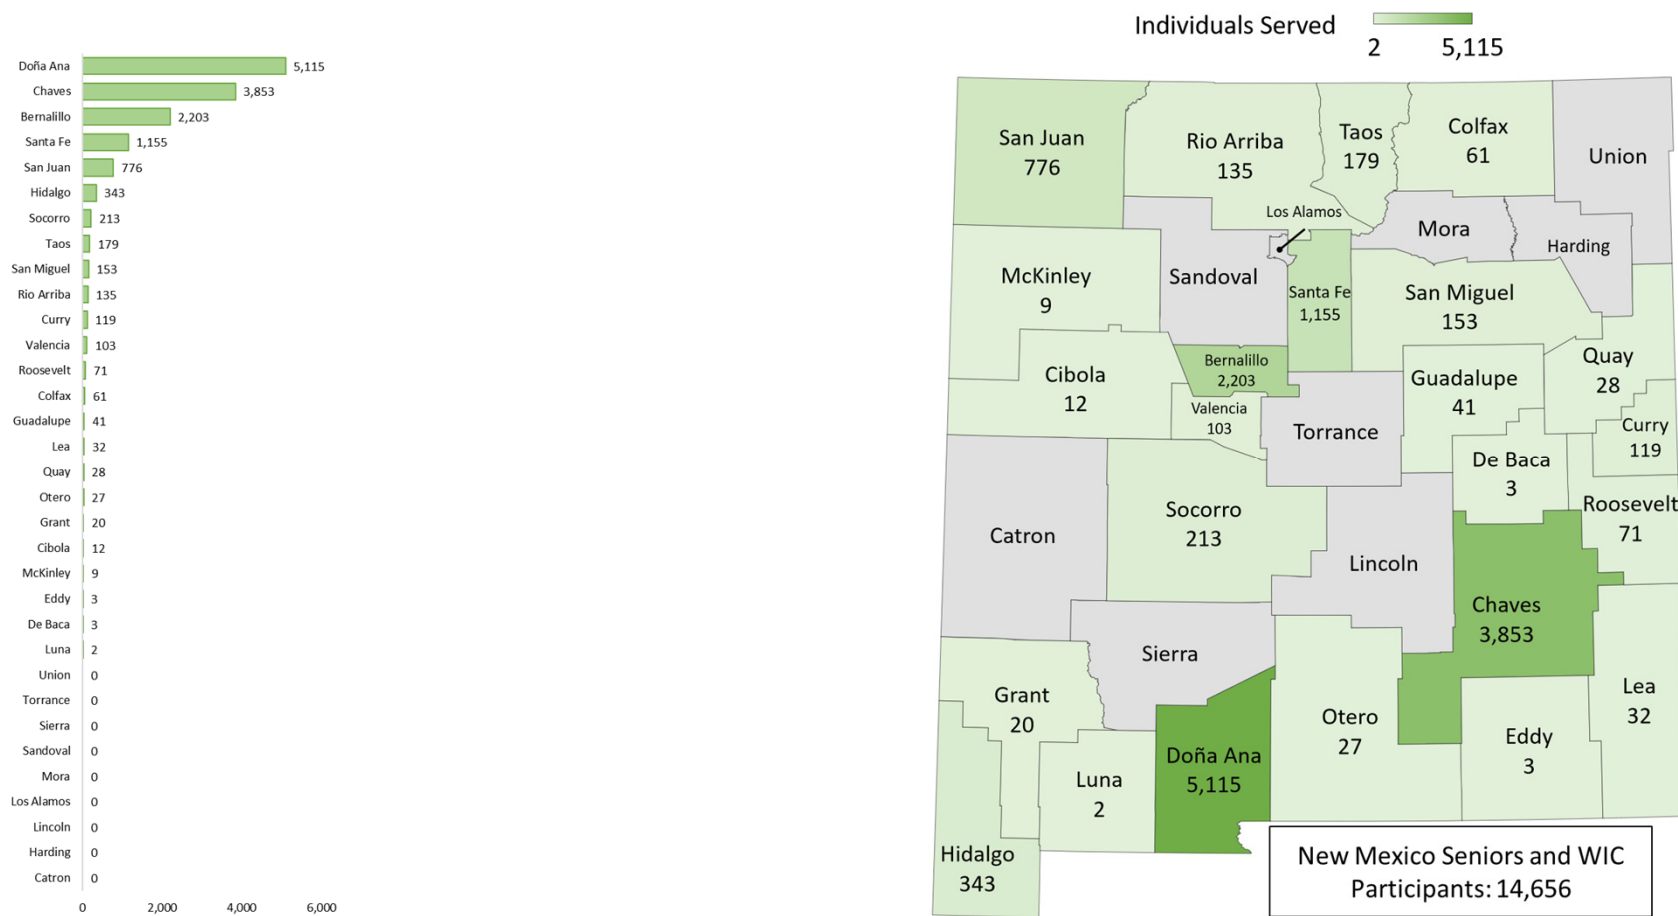 Doña Ana 5,115
Chaves 3,853
Bernalillo 2,203
Santa Fe 1,155
San Juan 776
Hidalgo 343
Socorro 213
Taos 179
San Miguel 153
Rio Arriba 135
Curry 119
Valencia 103
Roosevelt 71
Colfax 61
Guadalupe 41
Lea 32
Quay 28
Otero 27
Grant 20
Cibola 12
McKinley 9
Eddy 3
De Baca 3
Luna 2
Union 0
Torrance 0
Sierra 0
Sandoval 0
Mora 0
Los Alamos 0
Lincoln 0
Harding 0
Catron 0
0 2,000 4,000 6,000
Individuals Served
2 5,115
San Juan
776
Rio Arriba
135
Taos
179
Colfax
61
Union
Los Alamos
Mora
Harding
McKinley
9
Sandoval
Santa Fe
1,155
San Miguel
153
Bernalillo
2,203
Quay
28
Cibola
12
Guadalupe
41
Valencia
103
Torrance
Curry
119
De Baca
3
Socorro
213
Roosevelt
71
Catron
Lincoln
Chaves
3,853
Sierra
Grant
20
Lea
32
Otero
27
Eddy
3
Doña Ana
5,115
Luna
2
Hidalgo
343
New Mexico Seniors and WIC
Participants: 14,656